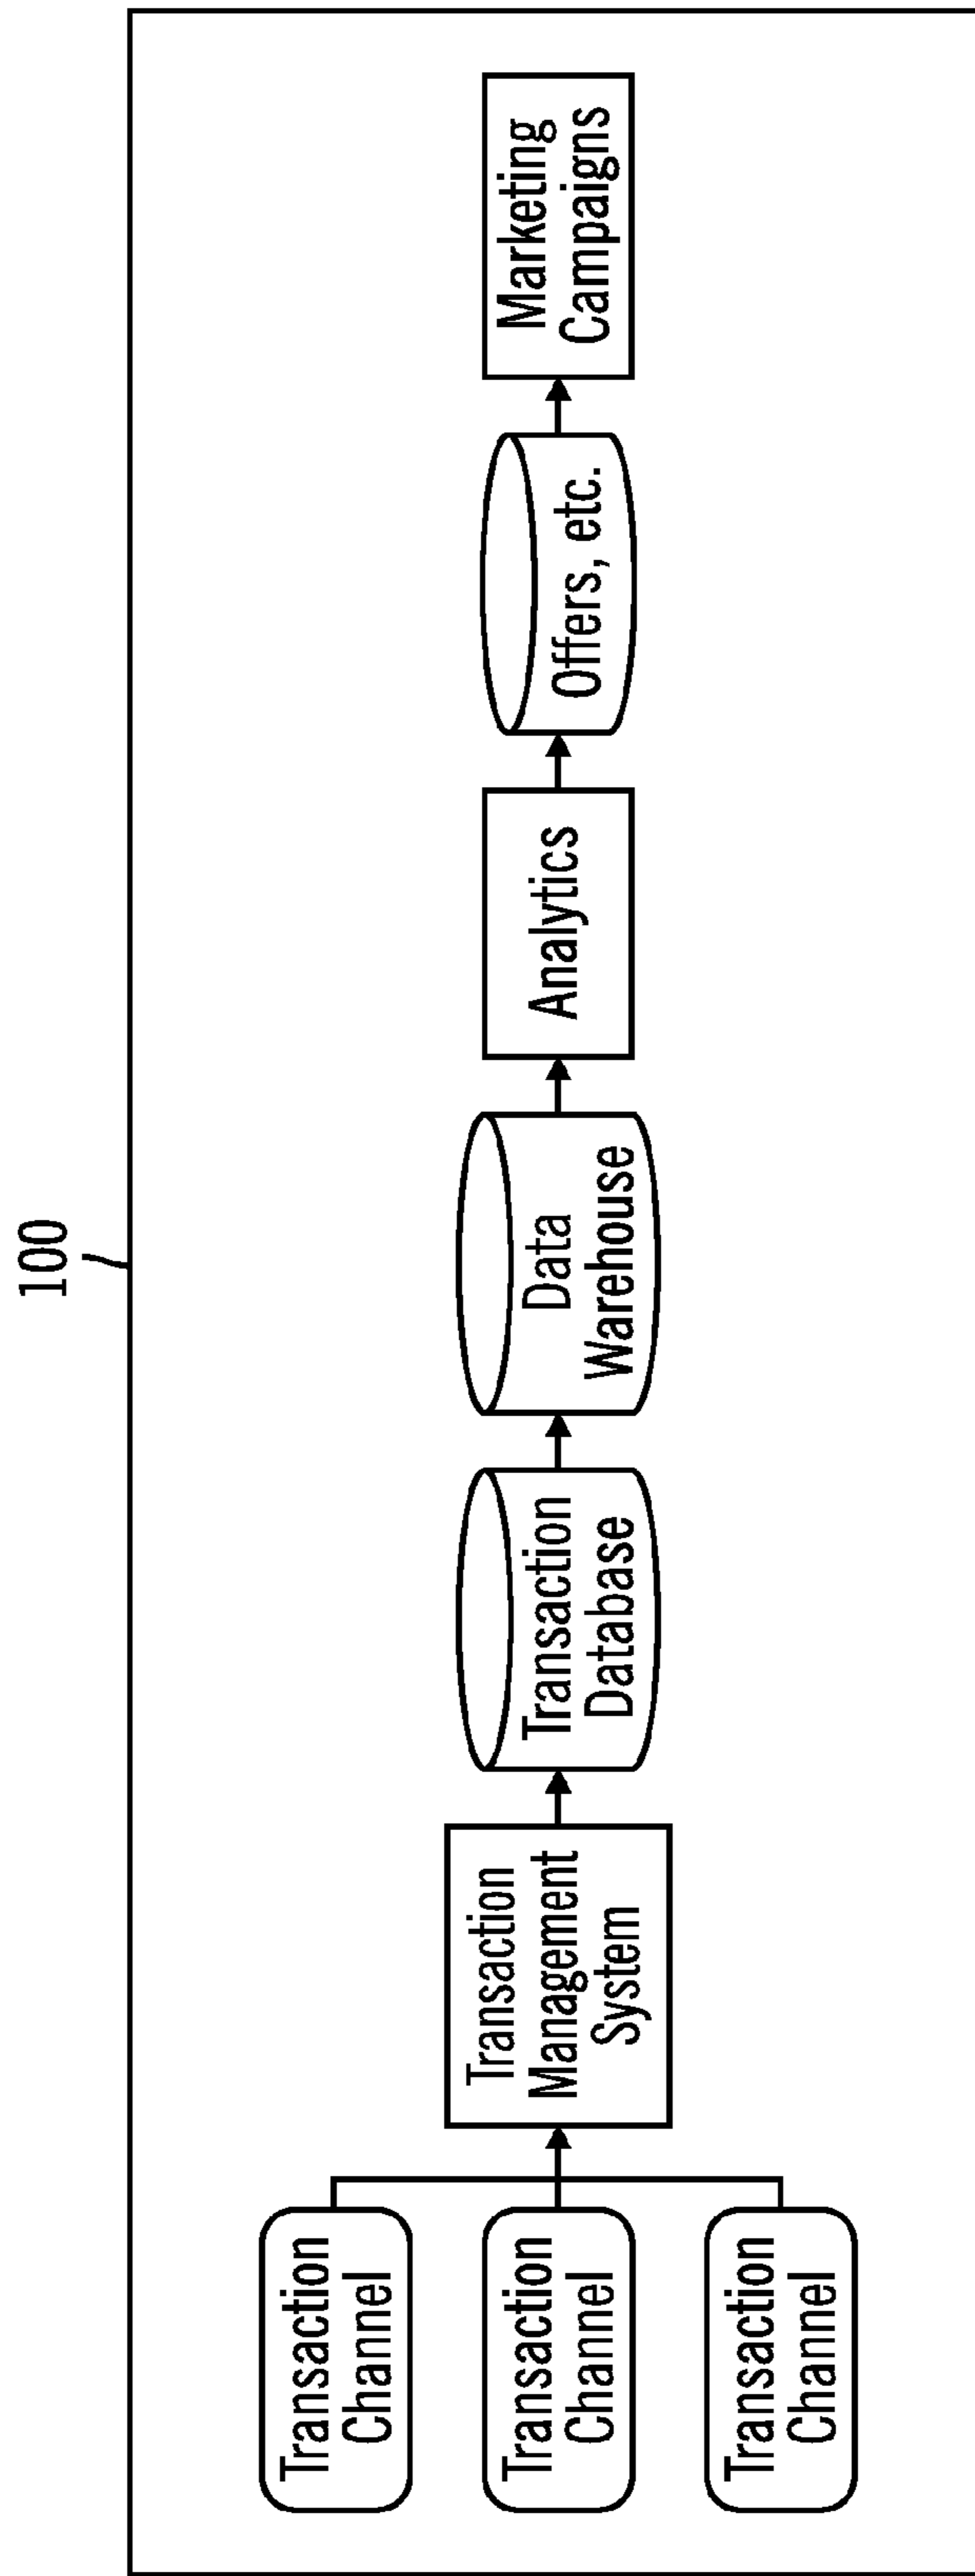 100
Transaction
Channel
Transaction
Channel
Transaction
Channel
Transaction
Management
System
Transaction
Database
Data
Warehouse
Analytics
Offers, etc.
Marketing
Campaigns